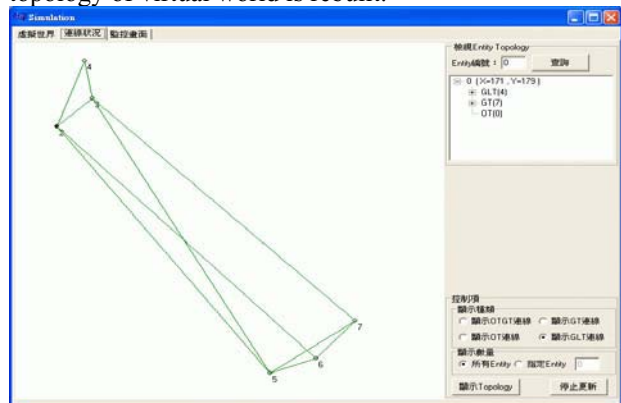 topology of virtual world is rebuilt.
Simulation
虛擬世界 連線狀況 監控畫面
檢視Entity Topology
Entity編號: 0 查詢
0 (X=171 , Y=179)
GLT(4)
GT(7)
OT(0)
4
3
2
7
6
5
控制項
顯示種類
顯示OTGT連線 顯示GT連線
顯示OT連線 顯示GLT連線
顯示數量
所有Entity 指定Entity 0
顯示Topology 停止更新